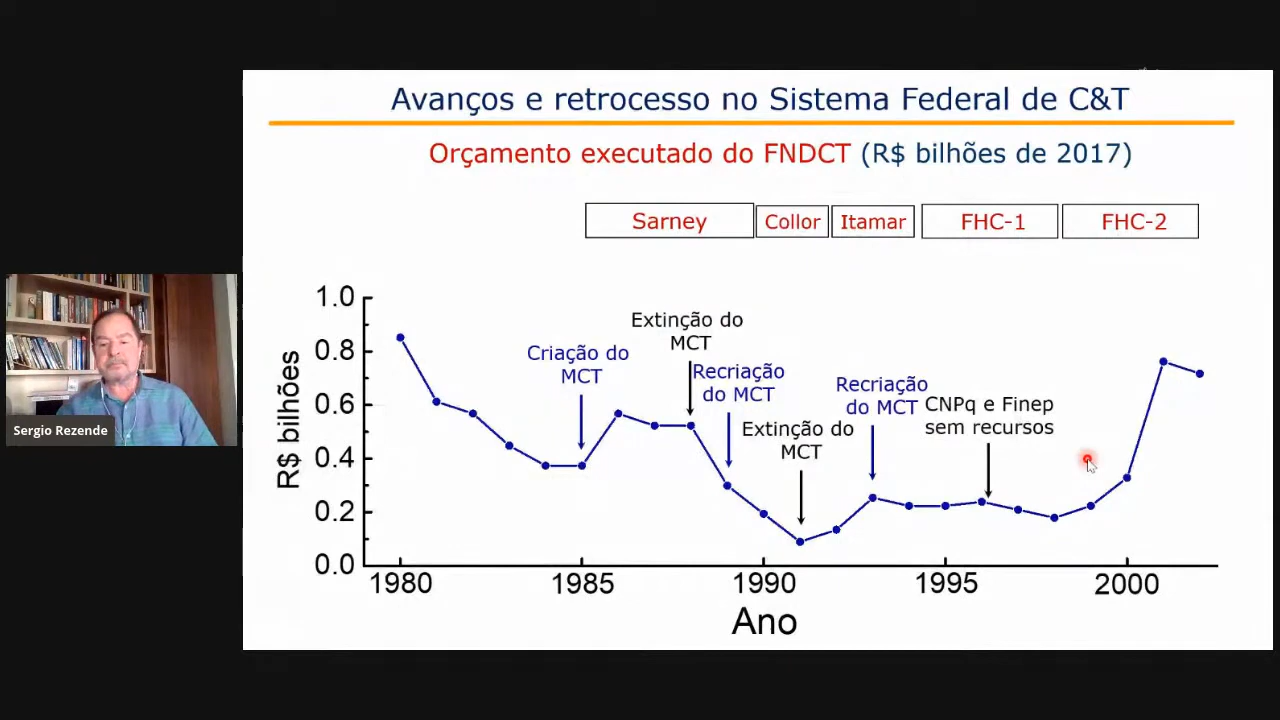 Avanços e retrocesso no Sistema Federal de C&T
Orçamento executado do FNDCT (R$ bilhões de 2017)
Sarney
Collor
Itamar
FHC-1
FHC-2
R$ bilhões
1.0
0.8
0.6
0.4
0.2
0.0
Criação do
MCT
Extinção do
MCT
Recriação
do MCT
Extinção do
MCT
Recriação
do MCT
CNPq e Finep
sem recursos
1980
1985
1990
1995
2000
Ano
Sergio Rezende